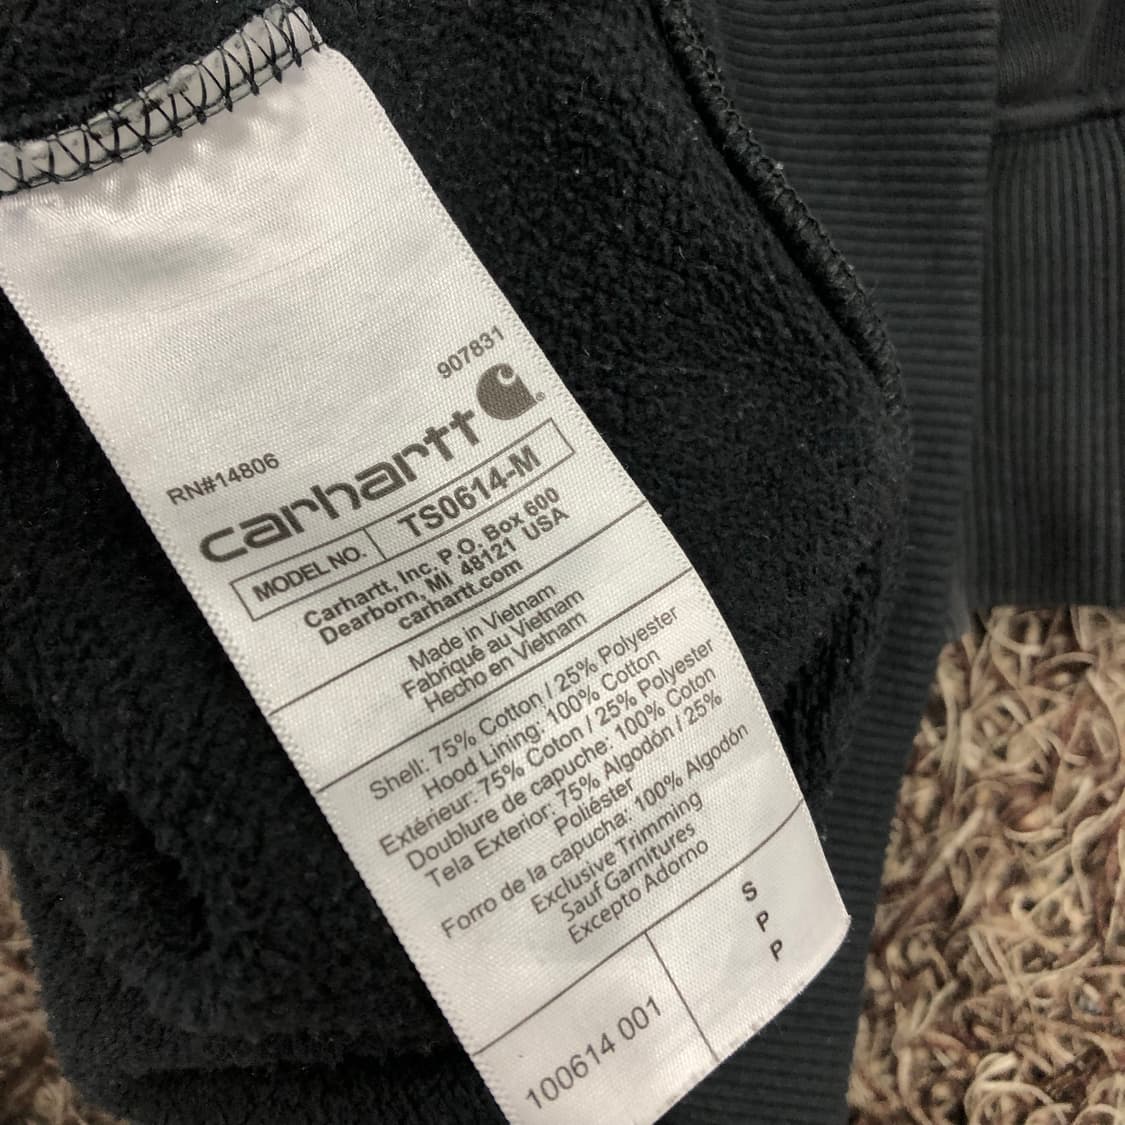 907831
RN#14806
carhartt
MODEL NO. TS0614-M
Carhartt, Inc. P.O. Box 600
Dearborn, MI 48121 USA
carhartt.com
Made in Vietnam
Fabriqué au Vietnam
Hecho en Vietnam
Shell: 75% Cotton / 25% Polyester
Hood Lining: 100% Cotton
Extérieur: 75% Coton / 25% Polyester
Doublure de capuche: 100% Coton
Tela Exterior: 75% Algodón / 25%
Poliéster
Forro de la capucha: 100% Algodón
Exclusive Trimming
Sauf Garnitures
Excepto Adorno
S
P
P
100614 001